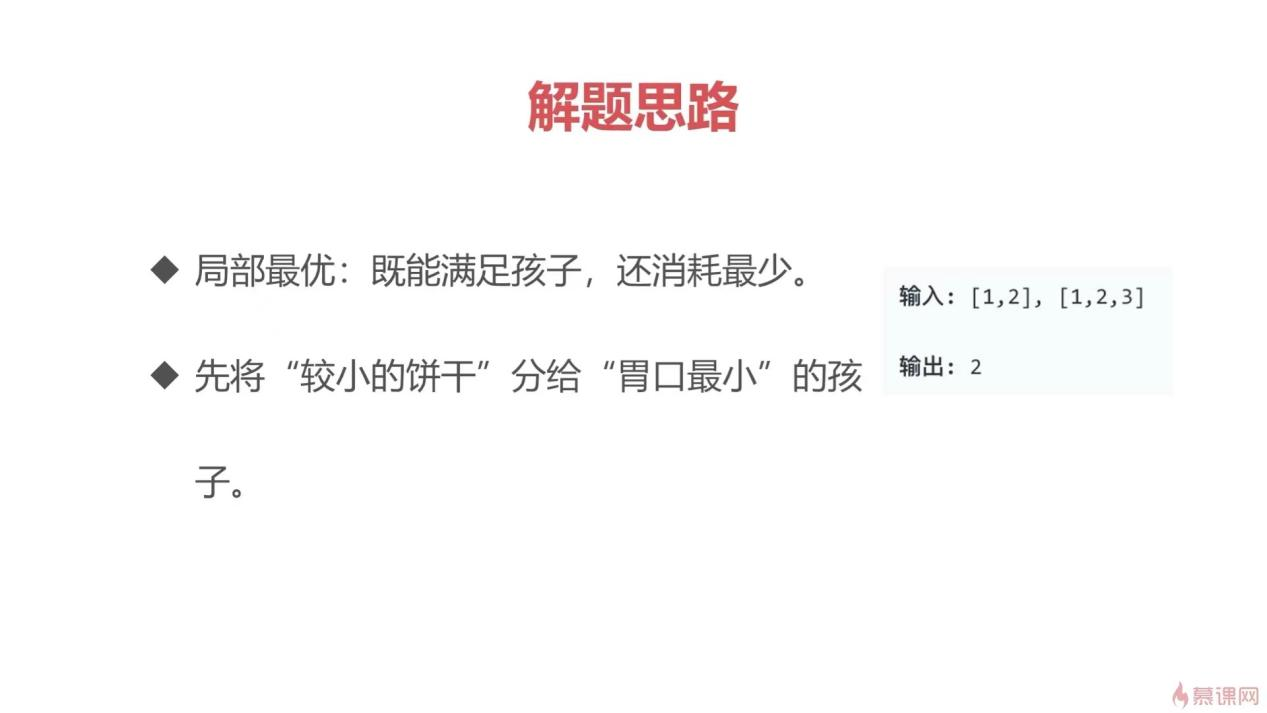 解题思路
◆ 局部最优：既能满足孩子，还消耗最少。
输入: [1,2], [1,2,3]
◆ 先将“较小的饼干”分给“胃口最小”的孩
子。
输出: 2
慕课网